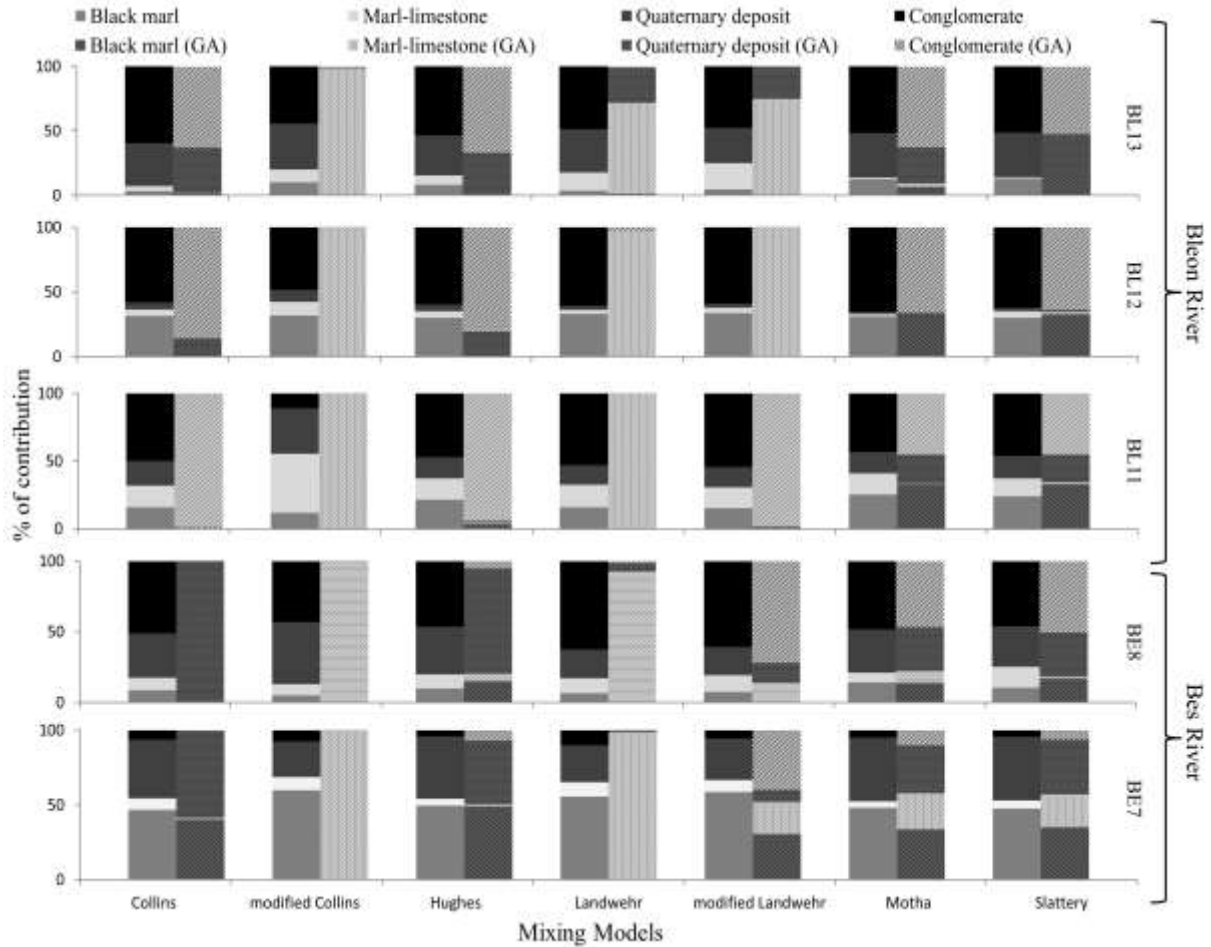 Black marl Marl-limestone Quaternary deposit Conglomerate
Black marl (GA) Marl-limestone (GA) Quaternary deposit (GA) Conglomerate (GA)
100
50
0
BL13
100
50
0
BL12
100
50
0
BL11
100
50
0
BE8
100
50
0
BE7
% of contribution
Bleon River
Bes River
Collins modified Collins Hughes Landwehr modified Landwehr Motha Slattery
Mixing Models